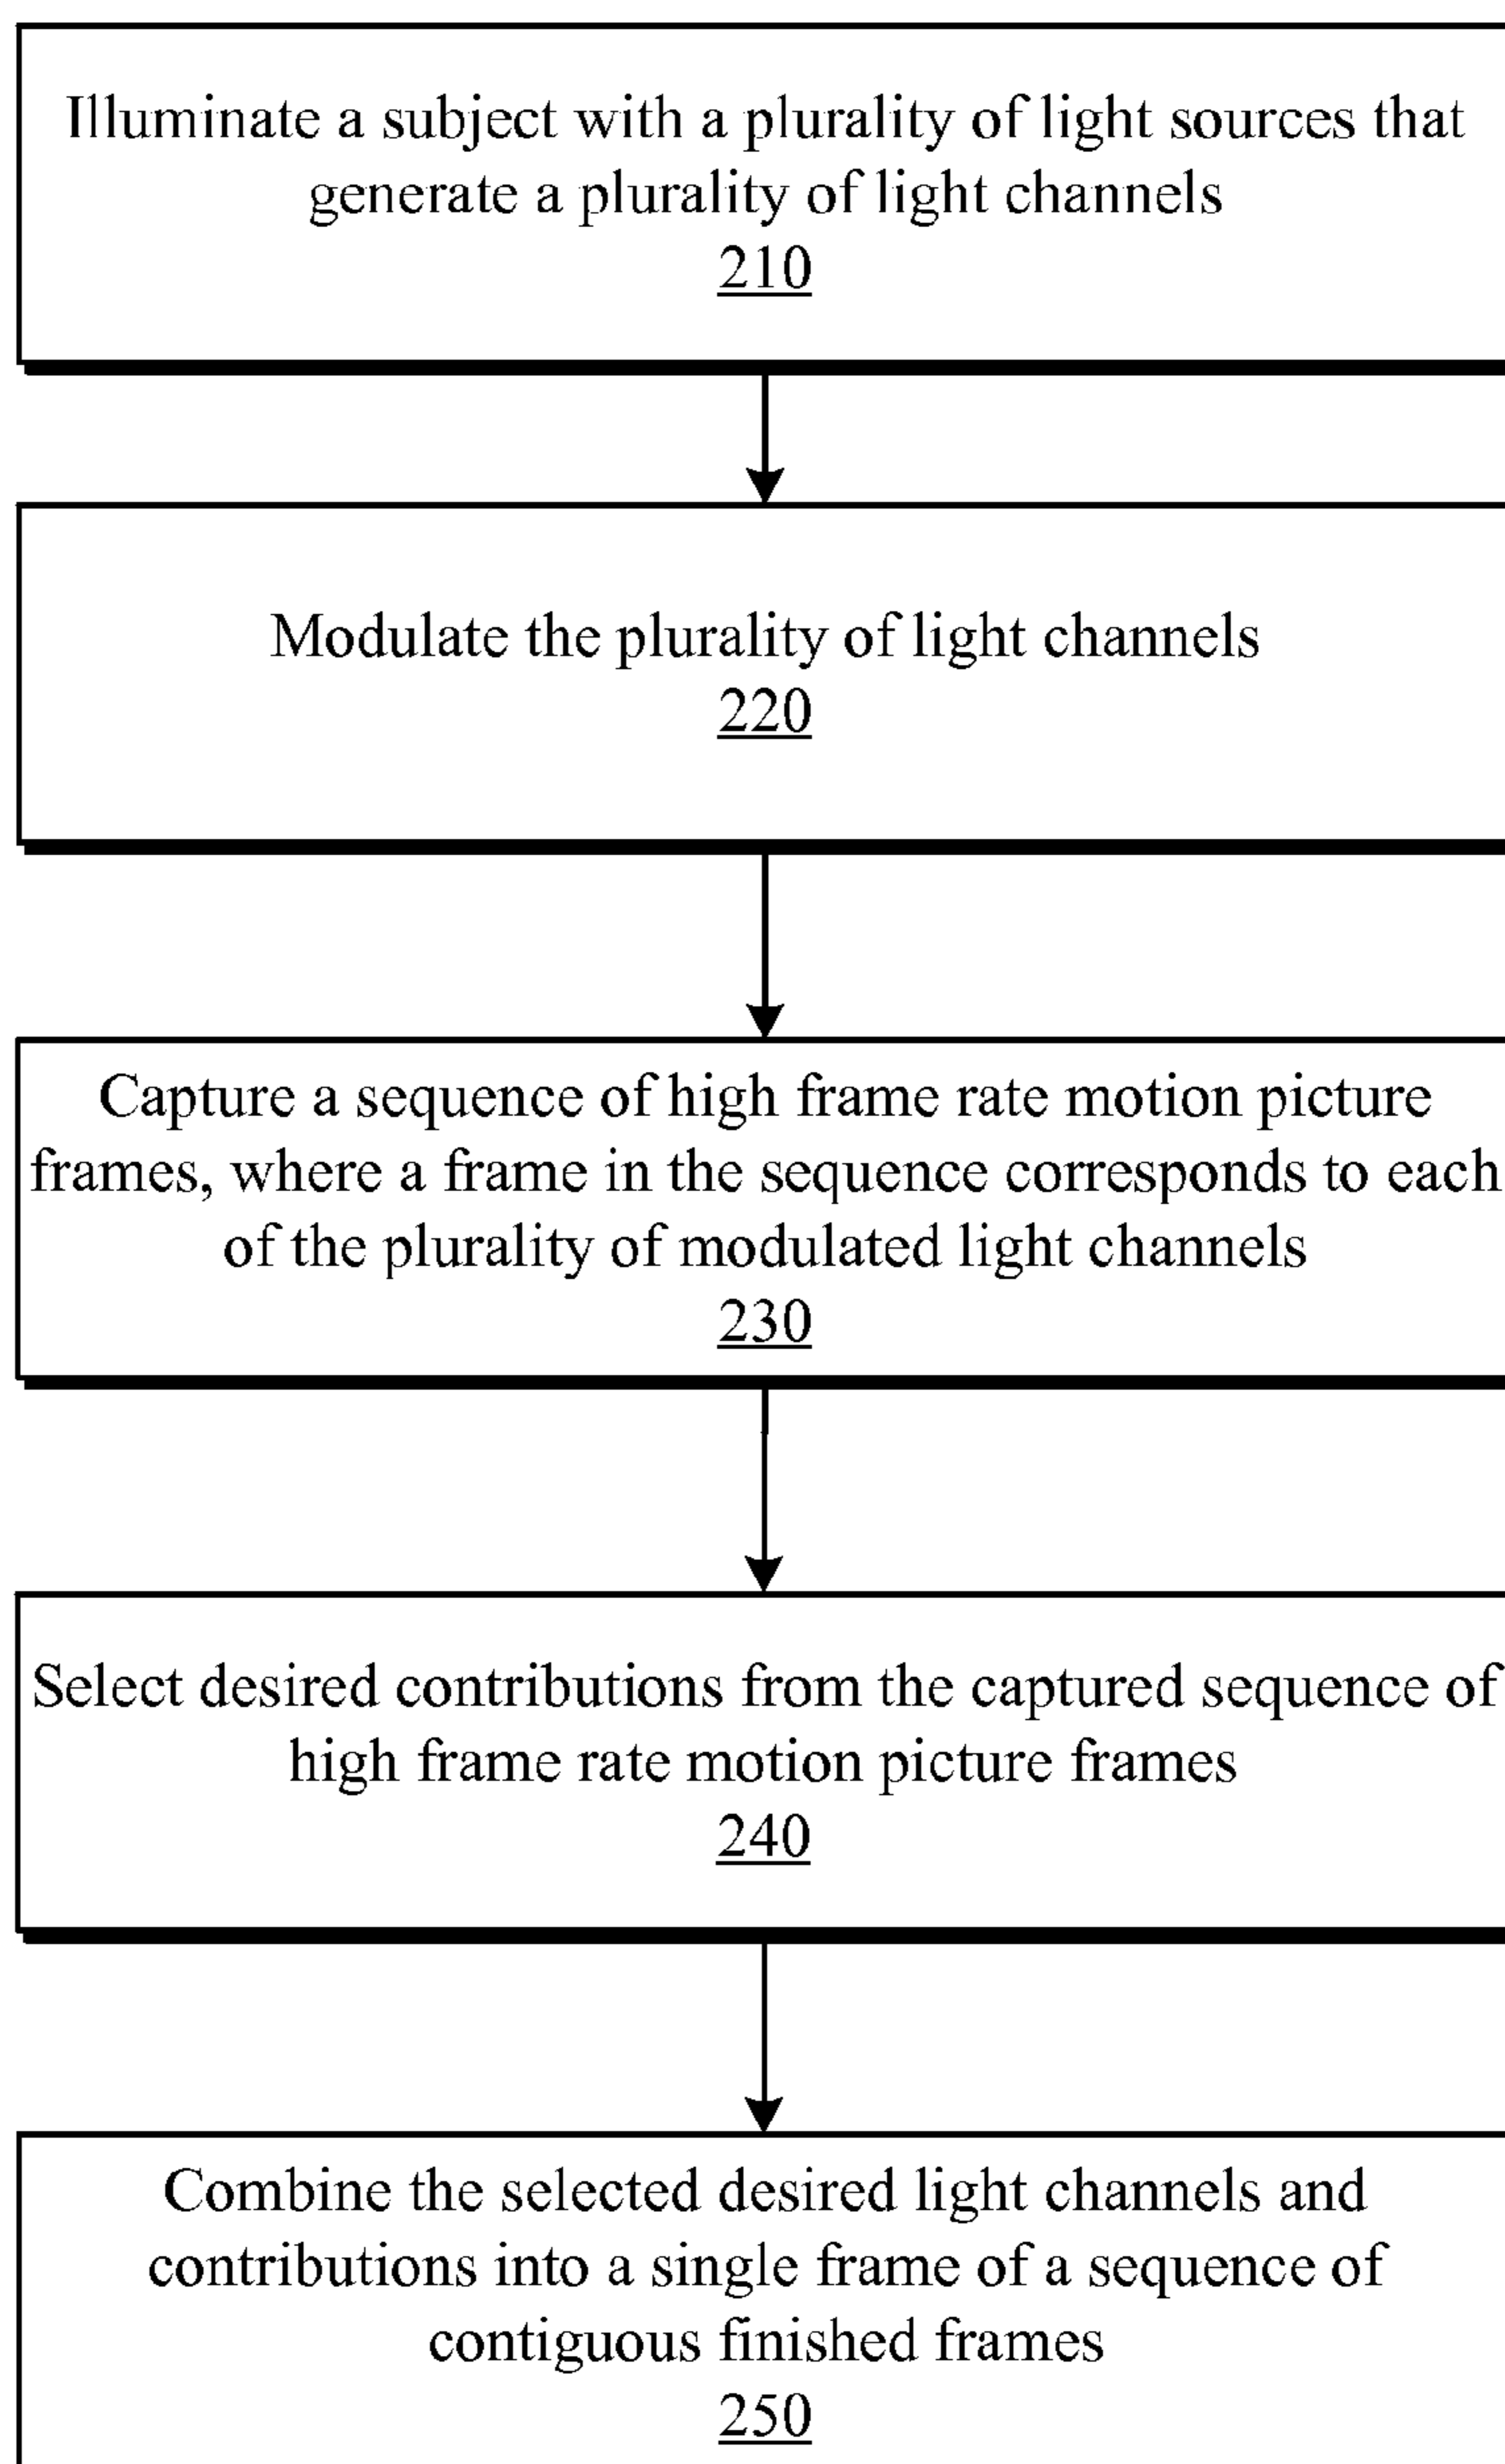 Illuminate a subject with a plurality of light sources that
generate a plurality of light channels
210
Modulate the plurality of light channels
220
Capture a sequence of high frame rate motion picture
frames, where a frame in the sequence corresponds to each
of the plurality of modulated light channels
230
Select desired contributions from the captured sequence of
high frame rate motion picture frames
240
Combine the selected desired light channels and
contributions into a single frame of a sequence of
contiguous finished frames
250